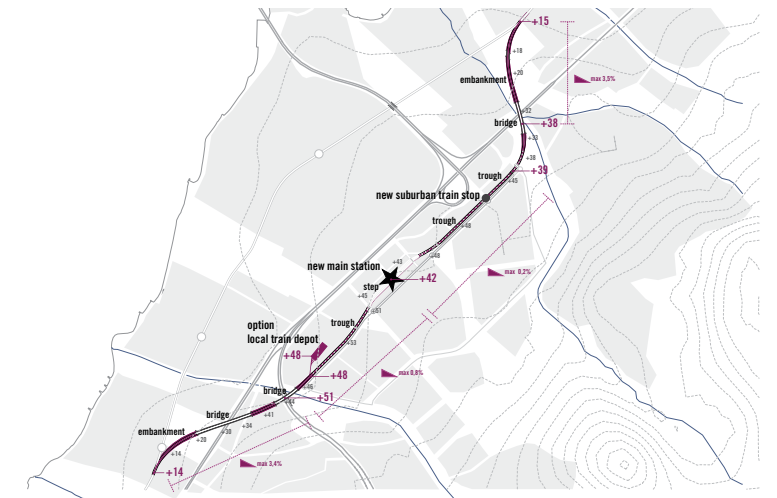 +15
+18
+20
embankment
max 3,5%
+32
bridge
+38
+33
+38
trough
+39
+45
new suburban train stop
trough
+48
+48
+43
new main station
max 0,2%
step
+42
+45
trough
+53
option
local train depot
+48
+48
max 0,8%
+46
bridge
+51
+44
bridge
+41
+34
+30
embankment
+20
+14
max 3,4%
+14